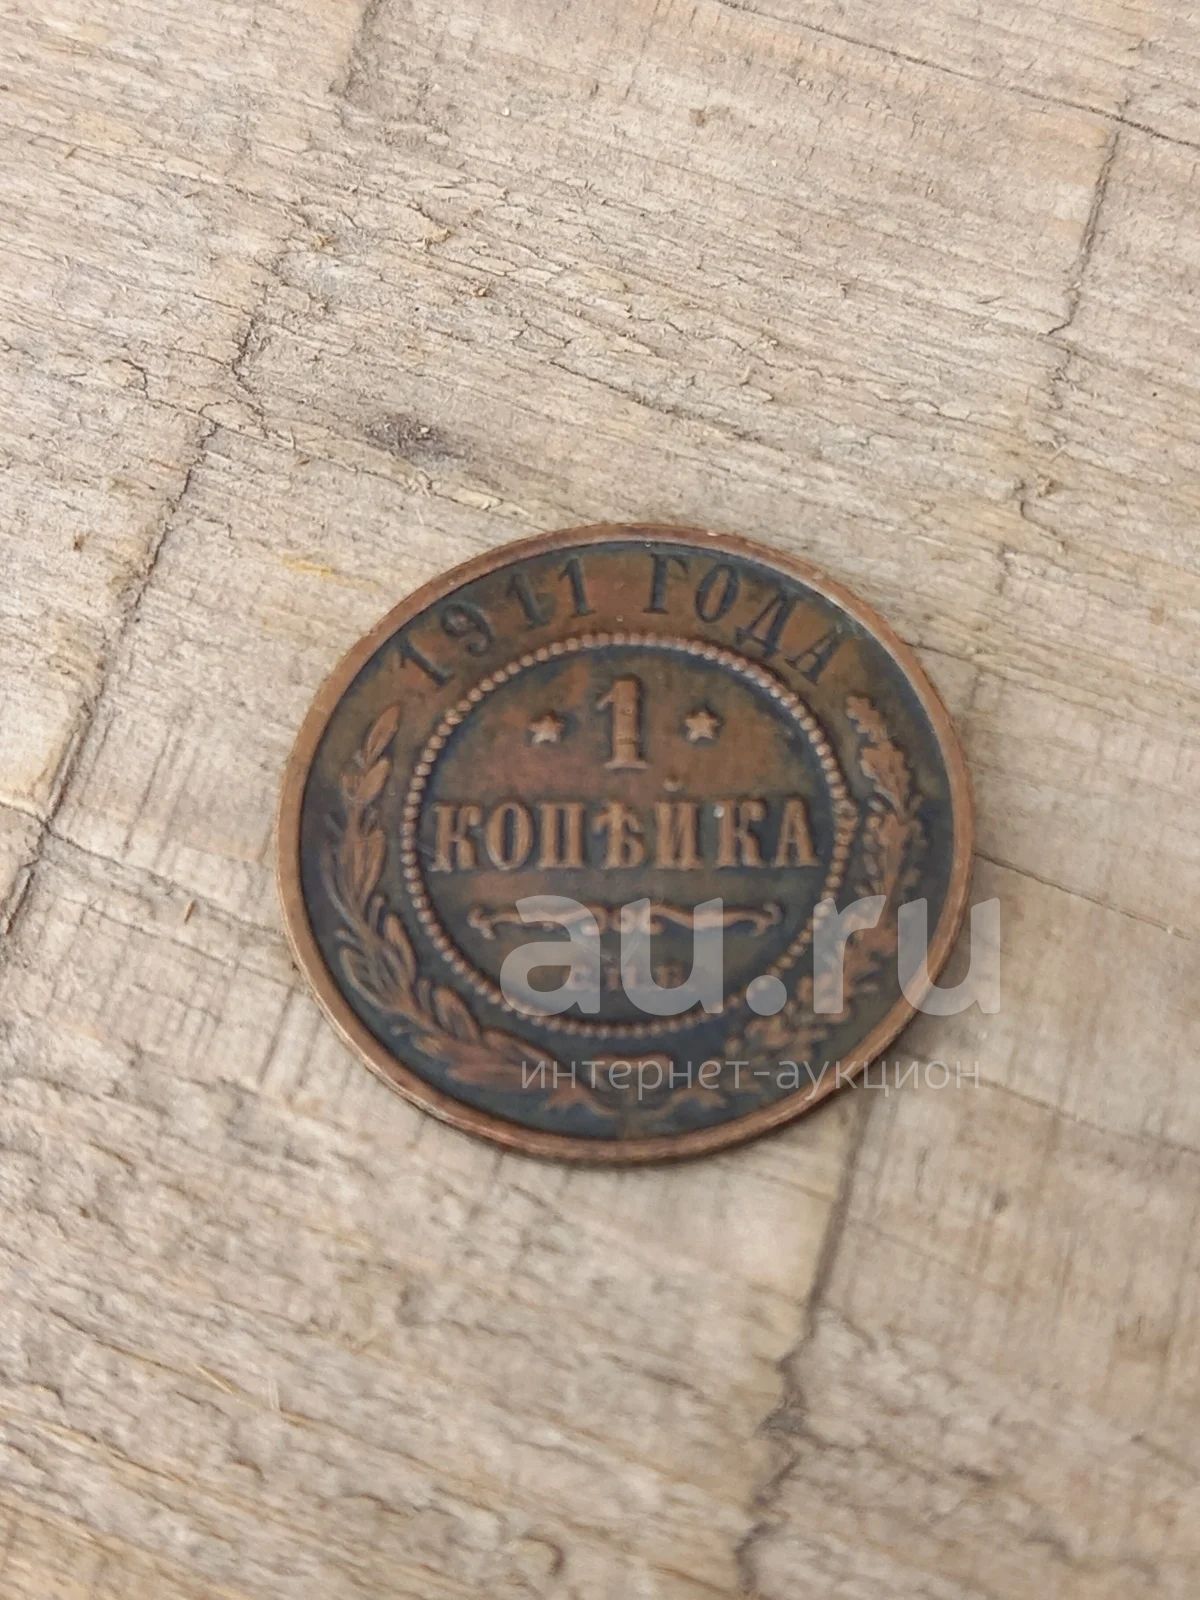 1911 ГОДА
1
КОПѢЙКА
С.П.Б.
au.ru
интернет-аукцион